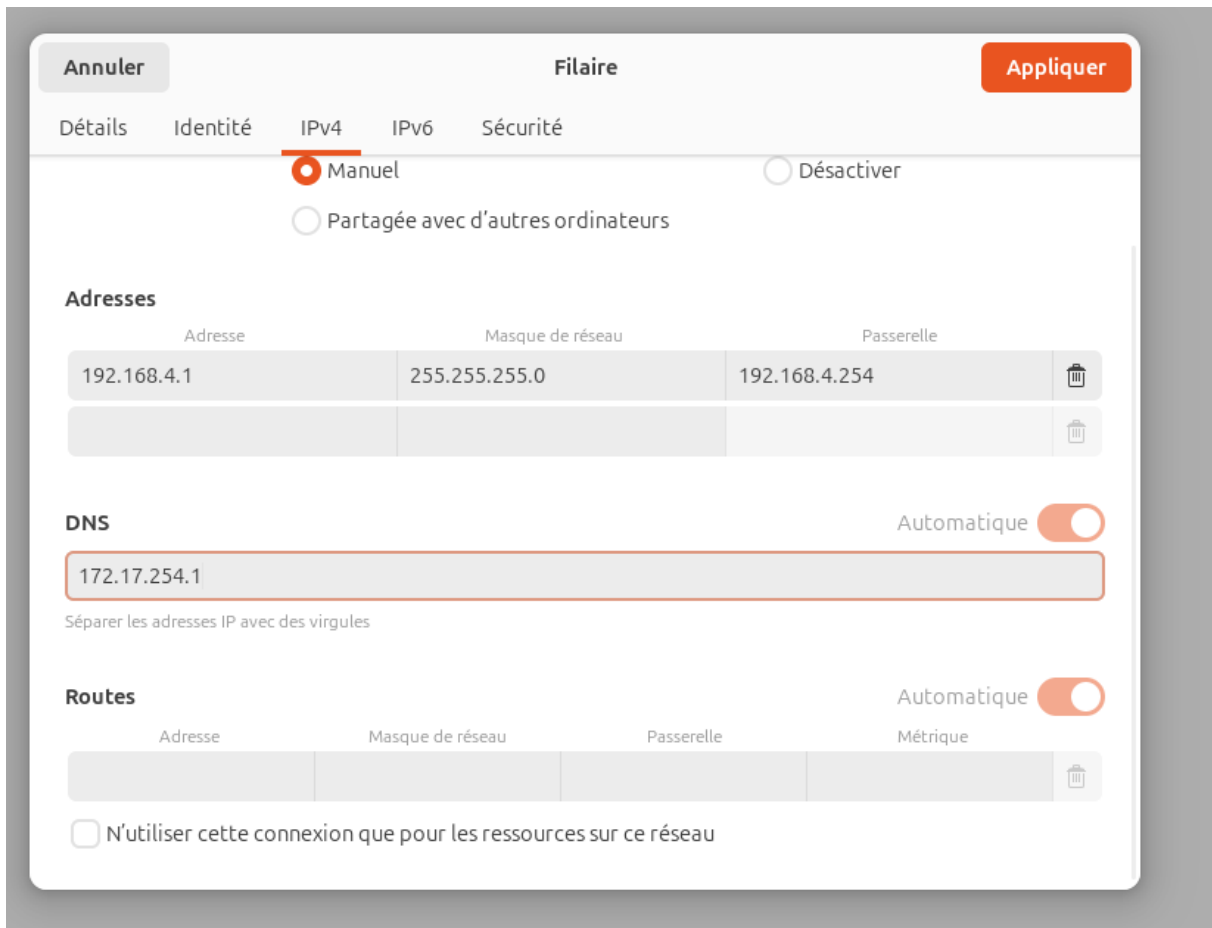 Annuler Filaire Appliquer
Détails Identité IPv4 IPv6 Sécurité
Manuel Désactiver
Partagée avec d’autres ordinateurs
Adresses
Adresse Masque de réseau Passerelle
192.168.4.1 255.255.255.0 192.168.4.254
DNS Automatique
172.17.254.1
Séparer les adresses IP avec des virgules
Routes Automatique
Adresse Masque de réseau Passerelle Métrique
N’utiliser cette connexion que pour les ressources sur ce réseau